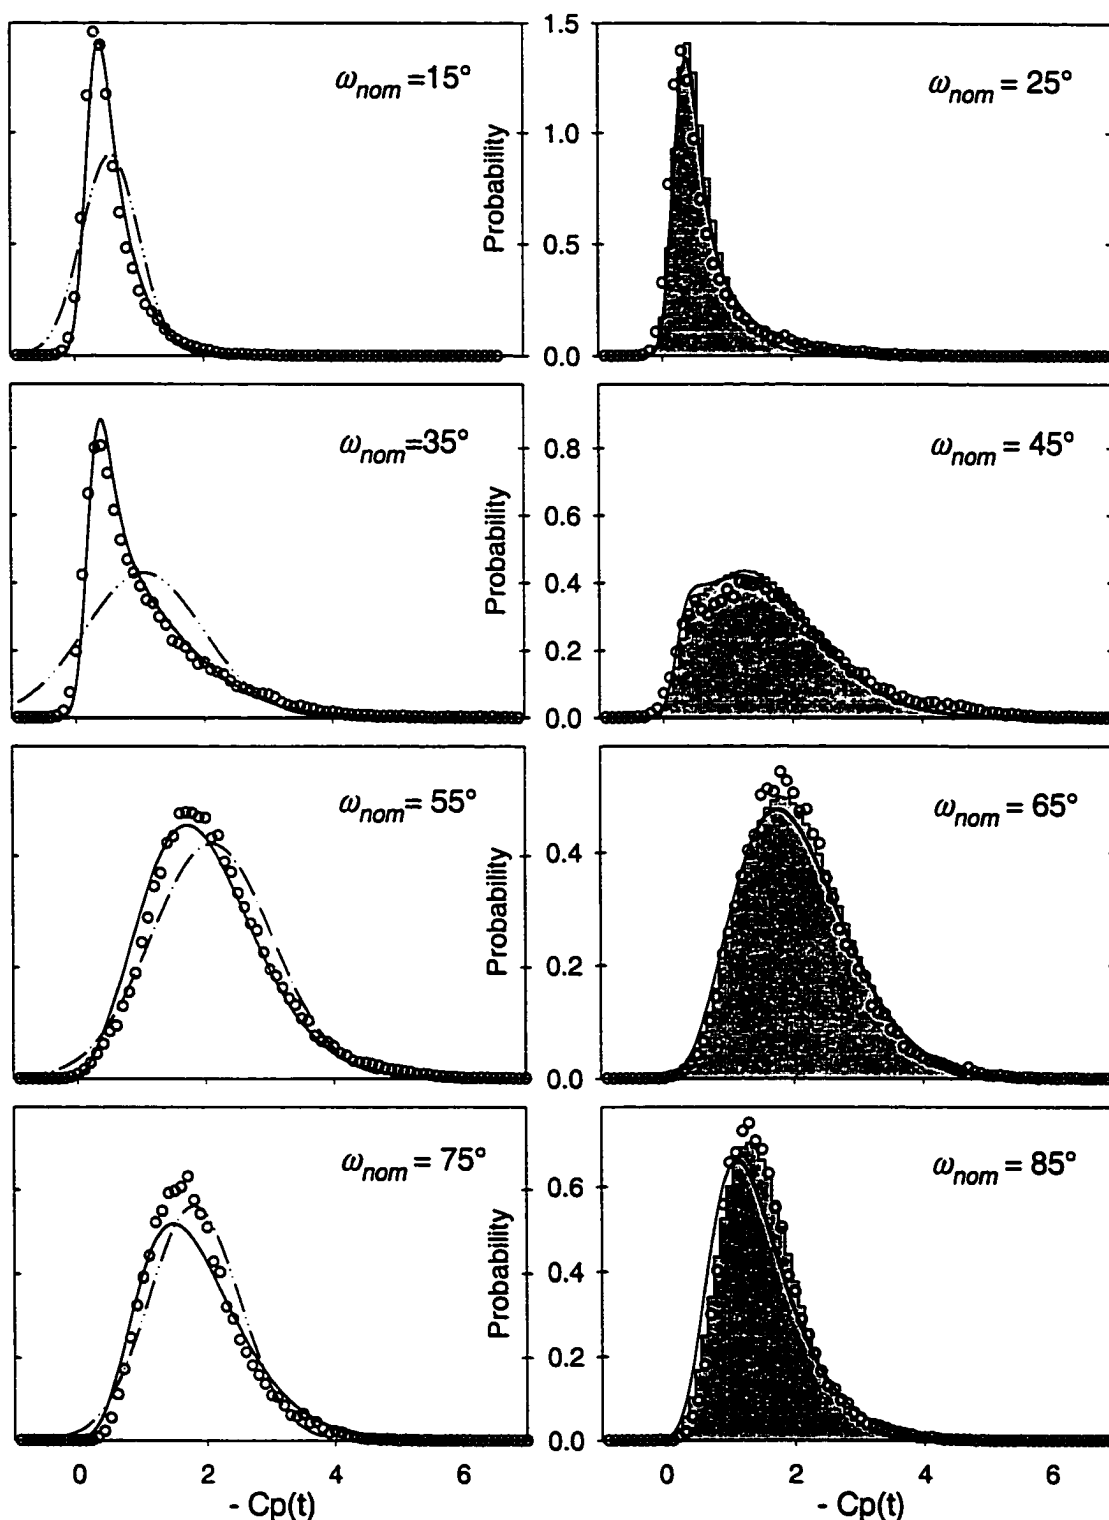 ω_nom =15°
1.5
1.0
0.5
0.0
Probability
ω_nom = 25°
ω_nom=35°
0.8
0.6
0.4
0.2
0.0
Probability
ω_nom = 45°
ω_nom = 55°
0.4
0.2
0.0
Probability
ω_nom = 65°
ω_nom = 75°
0.6
0.4
0.2
0.0
Probability
ω_nom = 85°
0 2 4 6
- Cp(t)
0 2 4 6
- Cp(t)